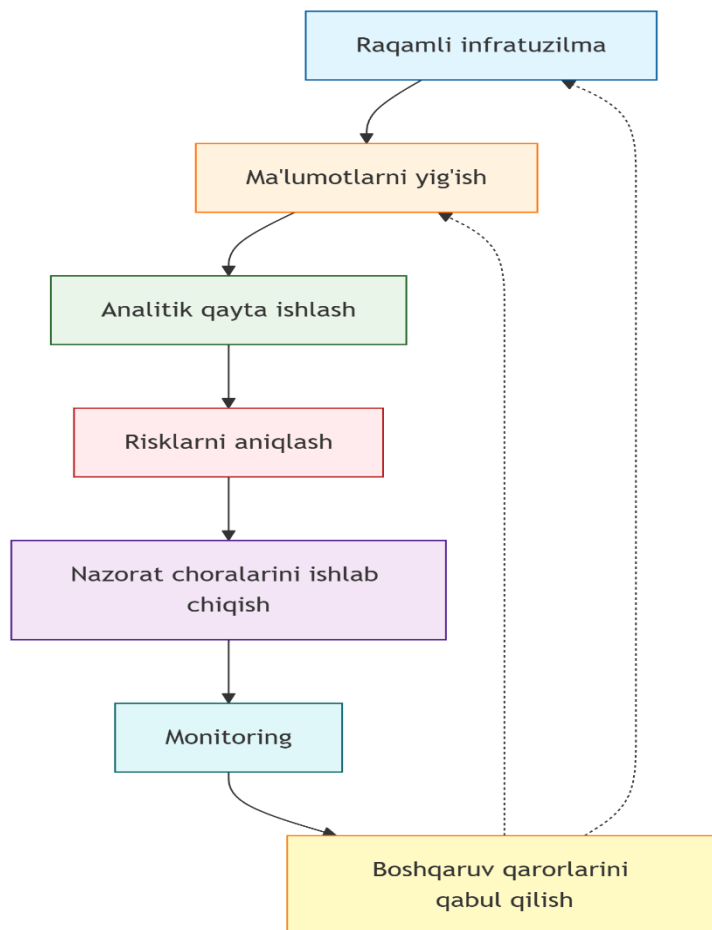 Raqamli infratuzilma
Ma'lumotlarni yig'ish
Analitik qayta ishlash
Risklarni aniqlash
Nazorat choralarini ishlab
chiqish
Monitoring
Boshqaruv qarorlarini
qabul qilish